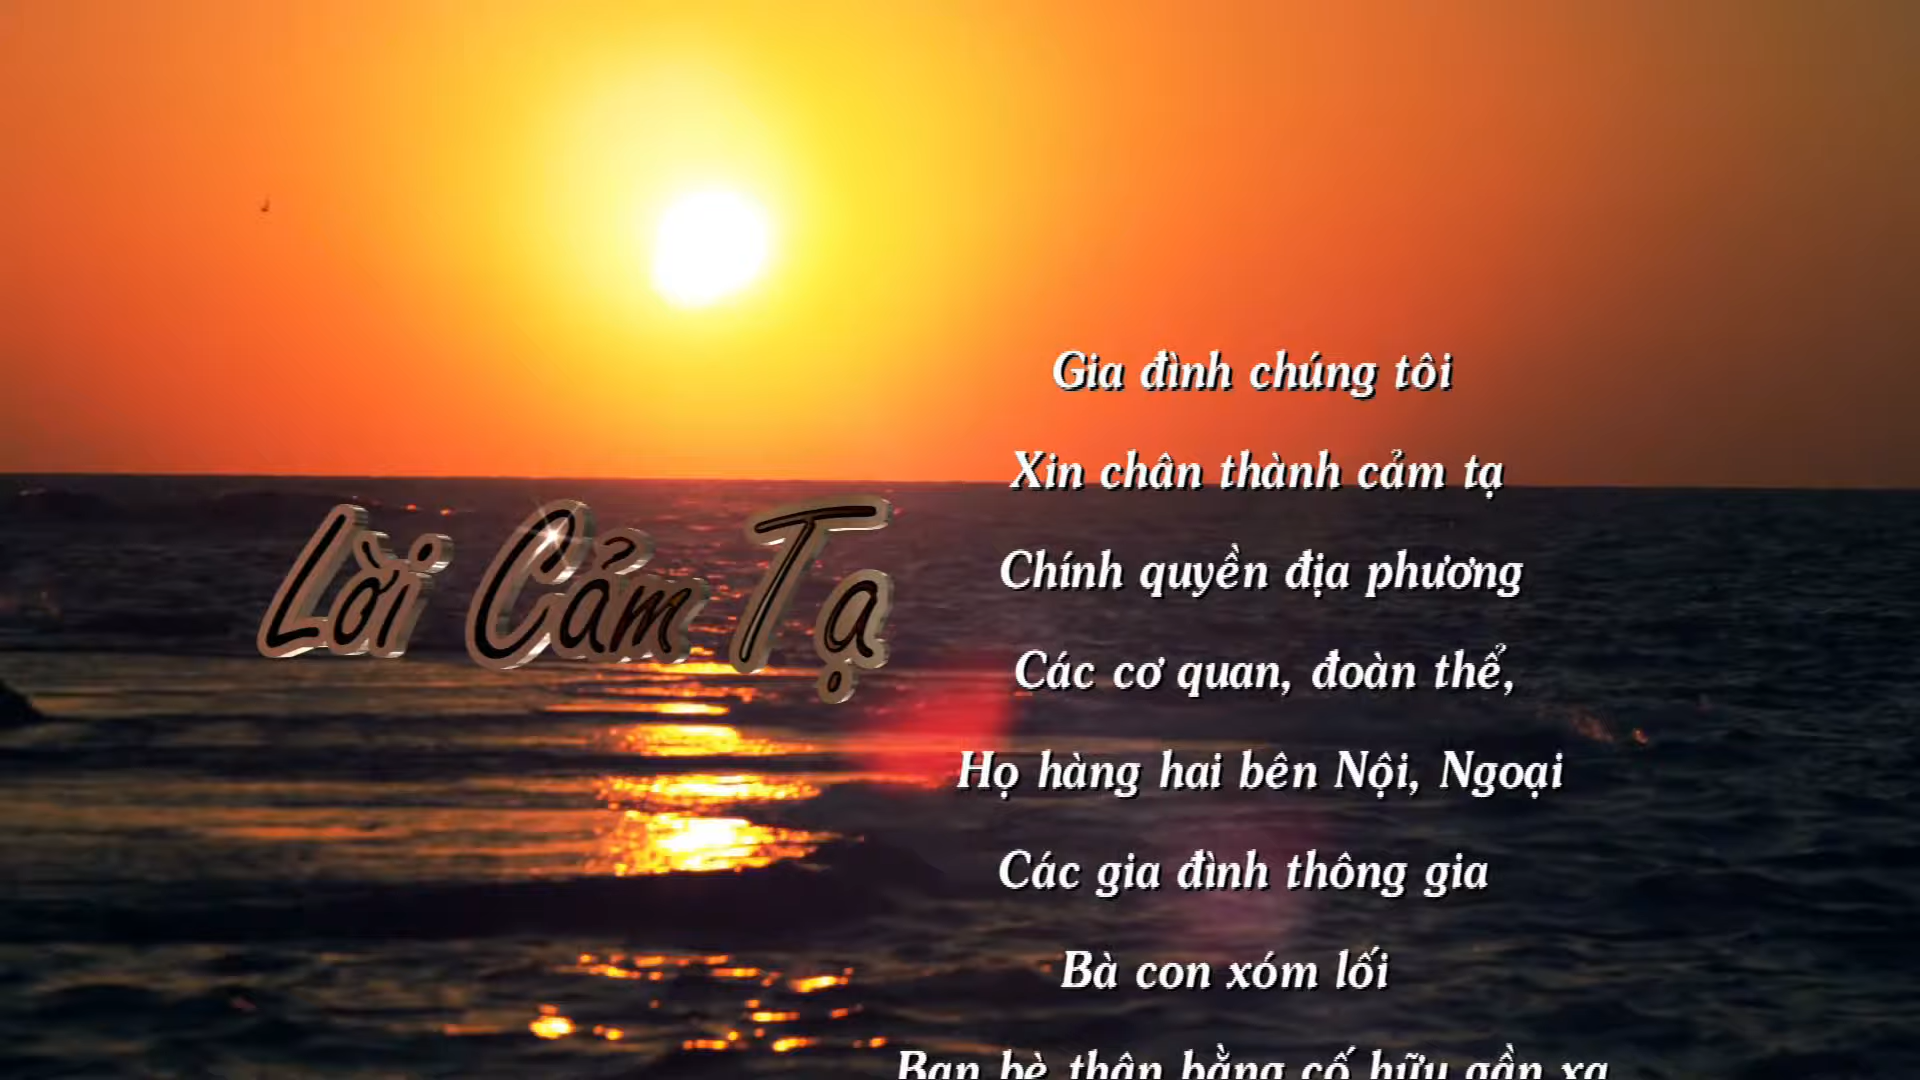 Lời Cảm Tạ
Gia đình chúng tôi
Xin chân thành cảm tạ
Chính quyền địa phương
Các cơ quan, đoàn thể,
Họ hàng hai bên Nội, Ngoại
Các gia đình thông gia
Bà con xóm lối
Bạn bè thân bằng cố hữu gần xa